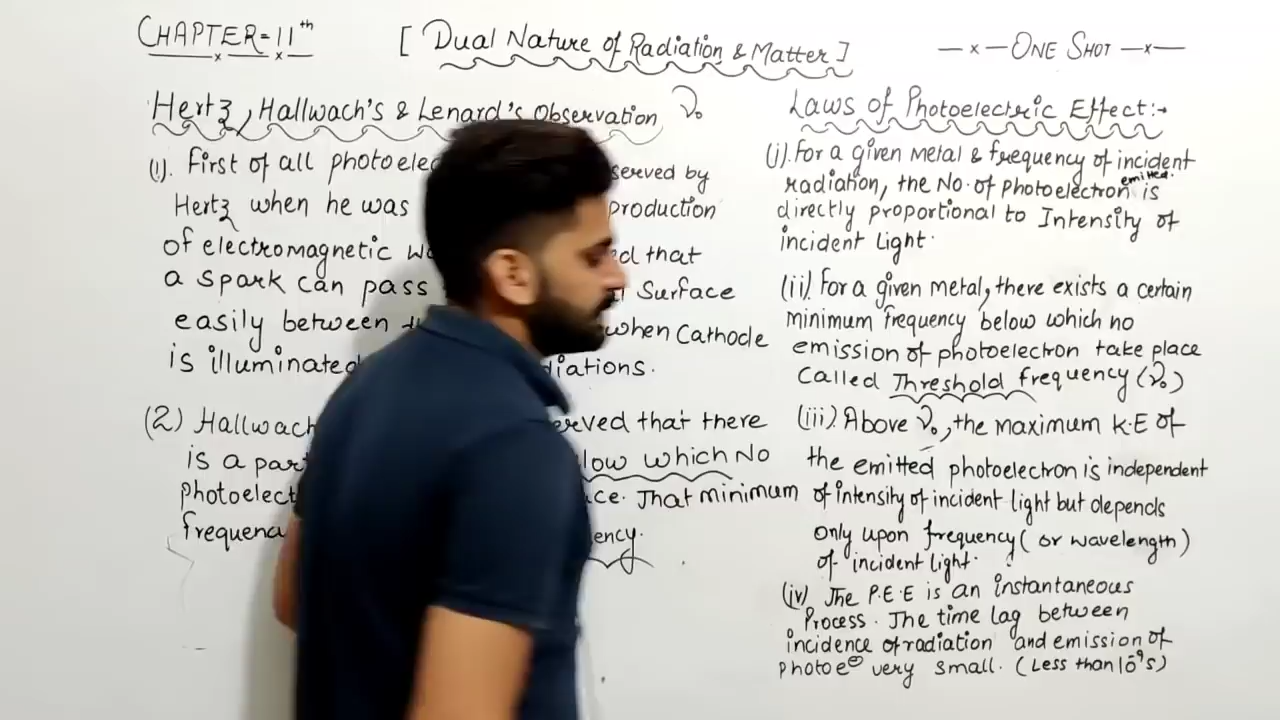 CHAPTER-11th
[ Dual Nature of Radiation & Matter ]
—x— ONE SHOT —x—
Hertz, Hallwach's & Lenard's Observation ν₀
(1). First of all photoelec served by
Hertz when he was production
of electromagnetic wa d that
a spark can pass Surface
easily between when Cathode
is illuminated diations.
(2) Hallwach erved that there
is a par low which No
photoelect ce. That minimum
frequenc ency.
Laws of Photoelectric Effect:→
(i). For a given metal & frequency of incident
radiation, the No. of photoelectron emitted is
directly proportional to Intensity of
incident Light.
(ii). For a given metal, there exists a certain
minimum frequency below which no
emission of photoelectron take place
Called Threshold frequency (ν₀)
(iii). Above ν₀, the maximum K.E of
the emitted photoelectron is independent
of intensity of incident light but depends
only upon frequency (or wavelength)
of incident light.
(iv) The P.E.E is an instantaneous
Process. The time lag between
incidence of radiation and emission of
photo e⊖ very small. (Less than 10⁻⁹s)